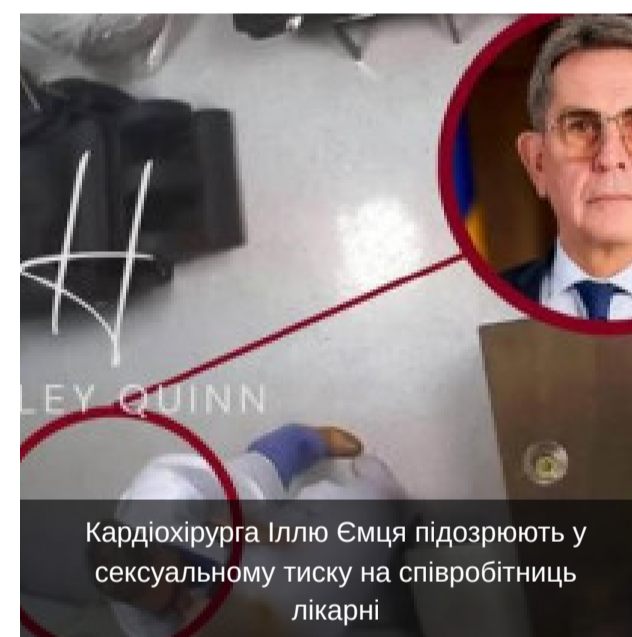 H
LEY QUINN
Кардіохірурга Іллю Ємця підозрюють у
сексуальному тиску на співробітниць
лікарні